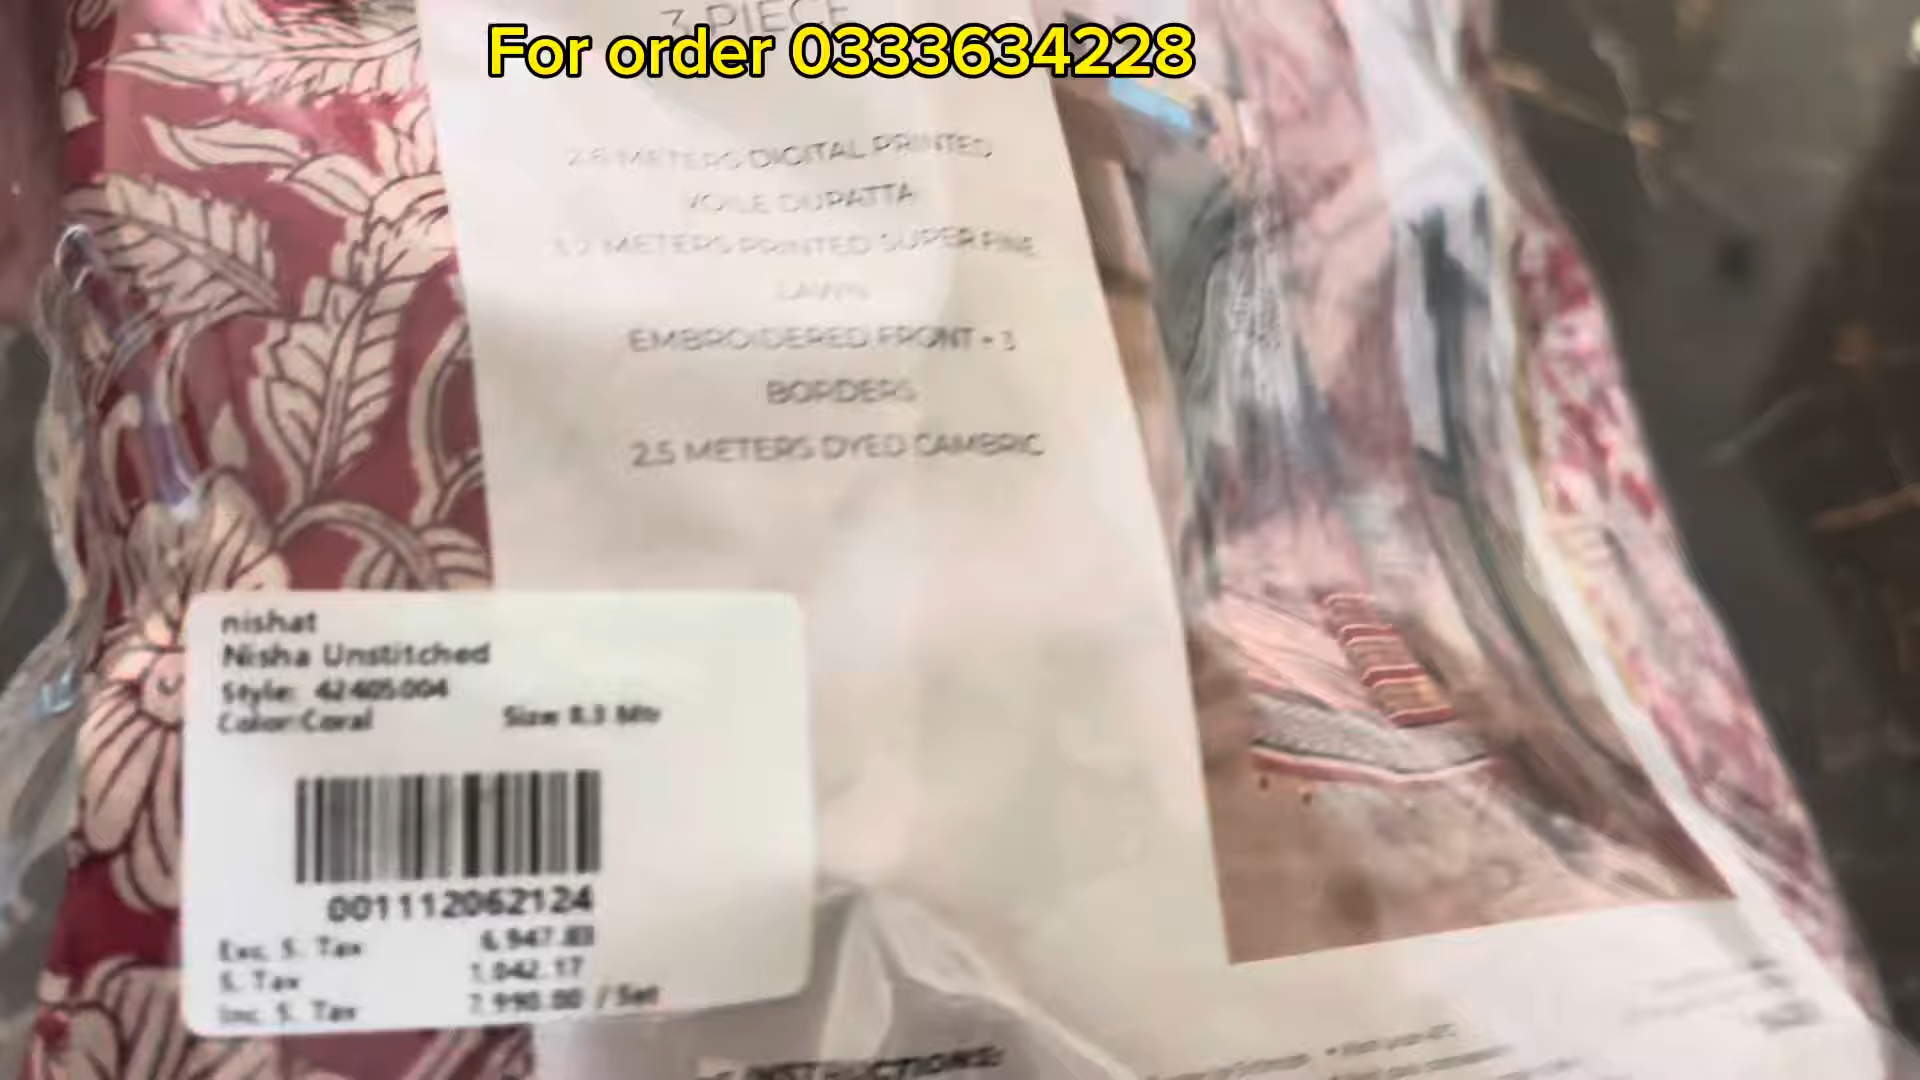 3 PIECE
For order 0333634228
2.6 METERS DIGITAL PRINTED
VOILE DUPATTA
3.2 METERS PRINTED SUPER FINE
LAWN
EMBROIDERED FRONT + 3
BORDERS
2.5 METERS DYED CAMBRIC
nishat
Nisha Unstitched
Style: 42405004
Color:Coral Size 8.3 Mtr
001112062124
Exc. S. Tax 6,947.83
S. Tax 1,042.17
Inc. S. Tax 7,990.00 / Set
INSTRUCTIONS: